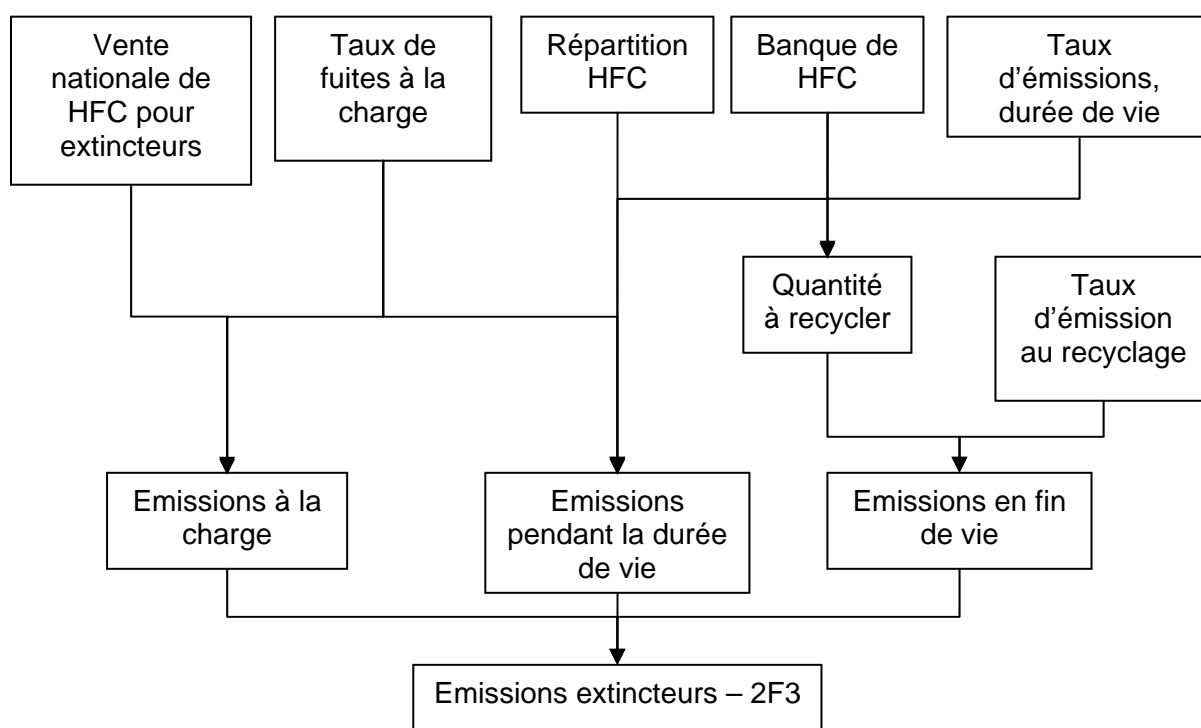 Vente
nationale de
HFC pour
extincteurs
Taux de
fuites à la
charge
Répartition
HFC
Banque de
HFC
Taux
d’émissions,
durée de vie
Quantité
à recycler
Taux
d’émission
au recyclage
Emissions à la
charge
Emissions
pendant la durée
de vie
Emissions en fin
de vie
Emissions extincteurs – 2F3